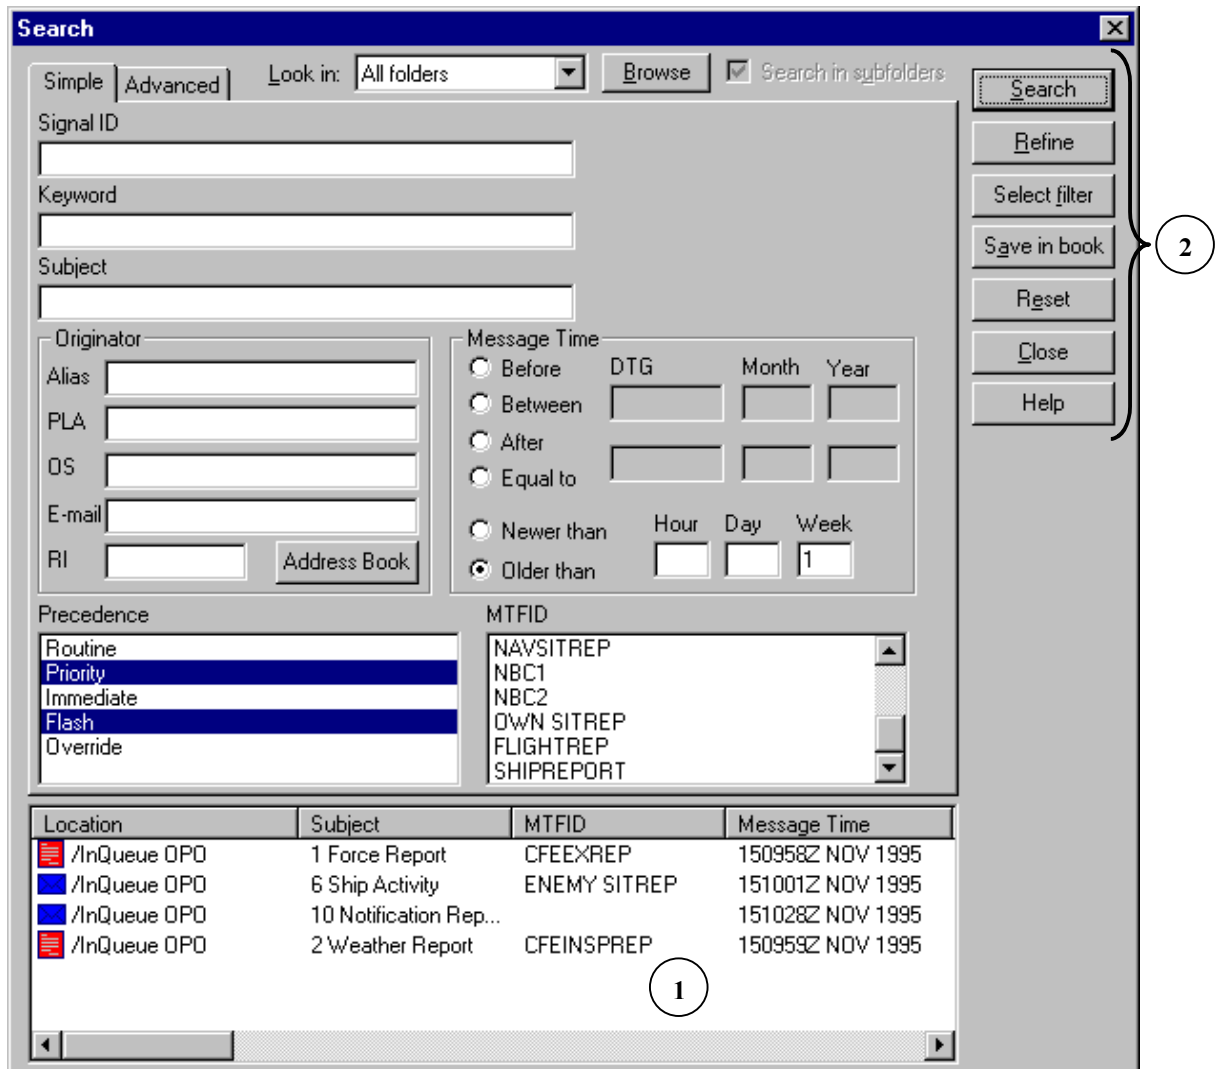 Search
Simple
Advanced
Look in:
All folders
Browse
Search in subfolders
Search
Refine
Select filter
Save in book
Reset
Close
Help
2
Signal ID
Keyword
Subject
Originator
Alias
PLA
OS
E-mail
RI
Address Book
Message Time
Before
DTG
Month
Year
Between
After
Equal to
Newer than
Hour
Day
Week
Older than
1
Precedence
Routine
Priority
Immediate
Flash
Override
MTFID
NAVSITREP
NBC1
NBC2
OWN SITREP
FLIGHTREP
SHIPREPORT
Location Subject MTFID Message Time
/InQueue OPO 1 Force Report CFEEXREP 150958Z NOV 1995
/InQueue OPO 6 Ship Activity ENEMY SITREP 151001Z NOV 1995
/InQueue OPO 10 Notification Rep... 151028Z NOV 1995
/InQueue OPO 2 Weather Report CFEINSPREP 150959Z NOV 1995
1